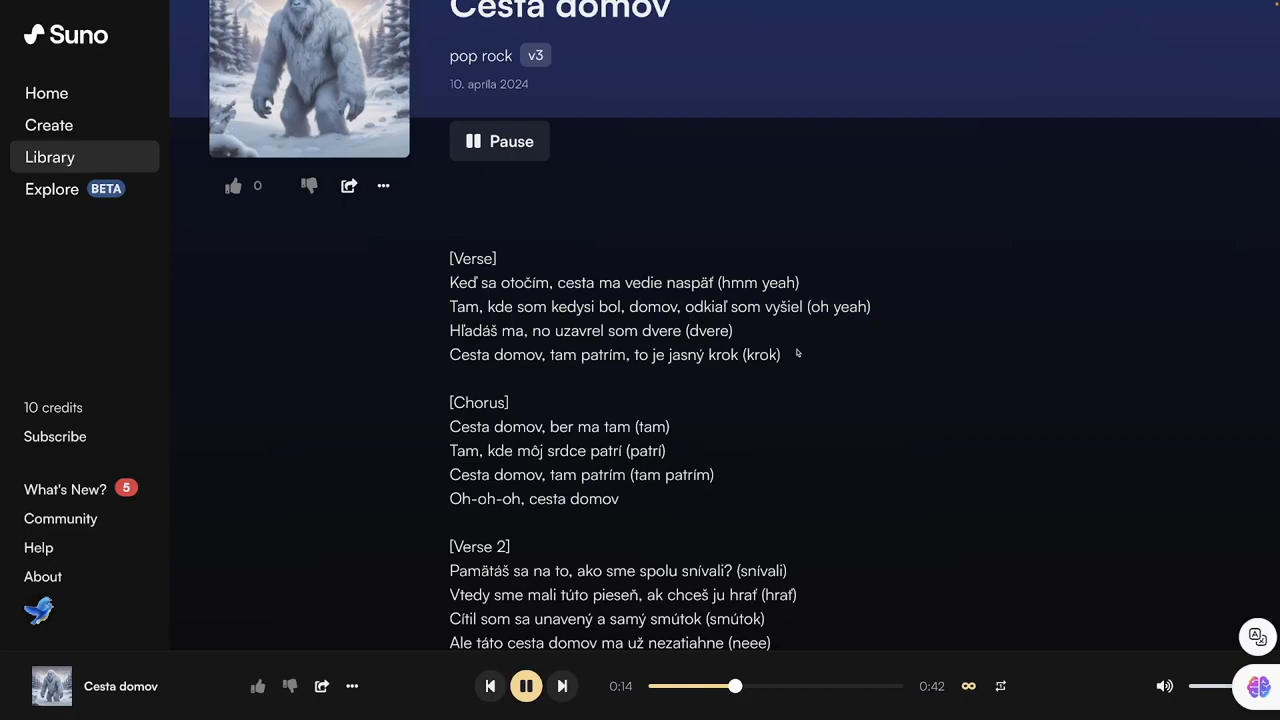 Suno
Home
Create
Library
Explore BETA
10 credits
Subscribe
What's New? 5
Community
Help
About
Cesta domov
pop rock v3
10. apríla 2024
Pause
0
[Verse]
Keď sa otočím, cesta ma vedie naspäť (hmm yeah)
Tam, kde som kedysi bol, domov, odkiaľ som vyšiel (oh yeah)
Hľadáš ma, no uzavrel som dvere (dvere)
Cesta domov, tam patrím, to je jasný krok (krok)
[Chorus]
Cesta domov, ber ma tam (tam)
Tam, kde môj srdce patrí (patrí)
Cesta domov, tam patrím (tam patrím)
Oh-oh-oh, cesta domov
[Verse 2]
Pamätáš sa na to, ako sme spolu snívali? (snívali)
Vtedy sme mali túto pieseň, ak chceš ju hrať (hrať)
Cítil som sa unavený a samý smútok (smútok)
Ale táto cesta domov ma už nezatiahne (neee)
Cesta domov
0:14
0:42